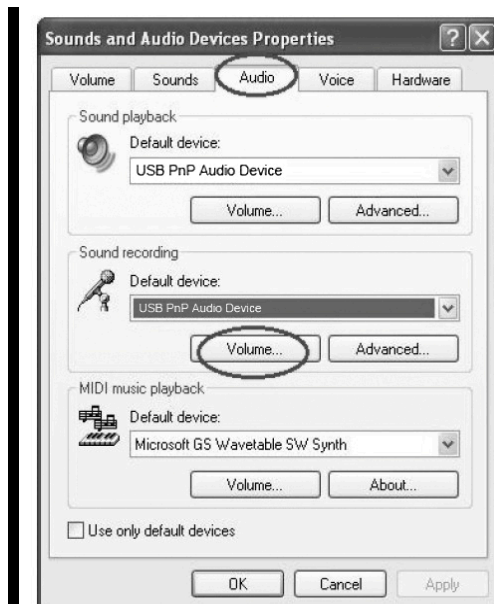 Sounds and Audio Devices Properties
Volume Sounds Audio Voice Hardware
Sound playback
Default device:
USB PnP Audio Device
Volume... Advanced...
Sound recording
Default device:
USB PnP Audio Device
Volume... Advanced...
MIDI music playback
Default device:
Microsoft GS Wavetable SW Synth
Volume... About...
Use only default devices
OK Cancel Apply